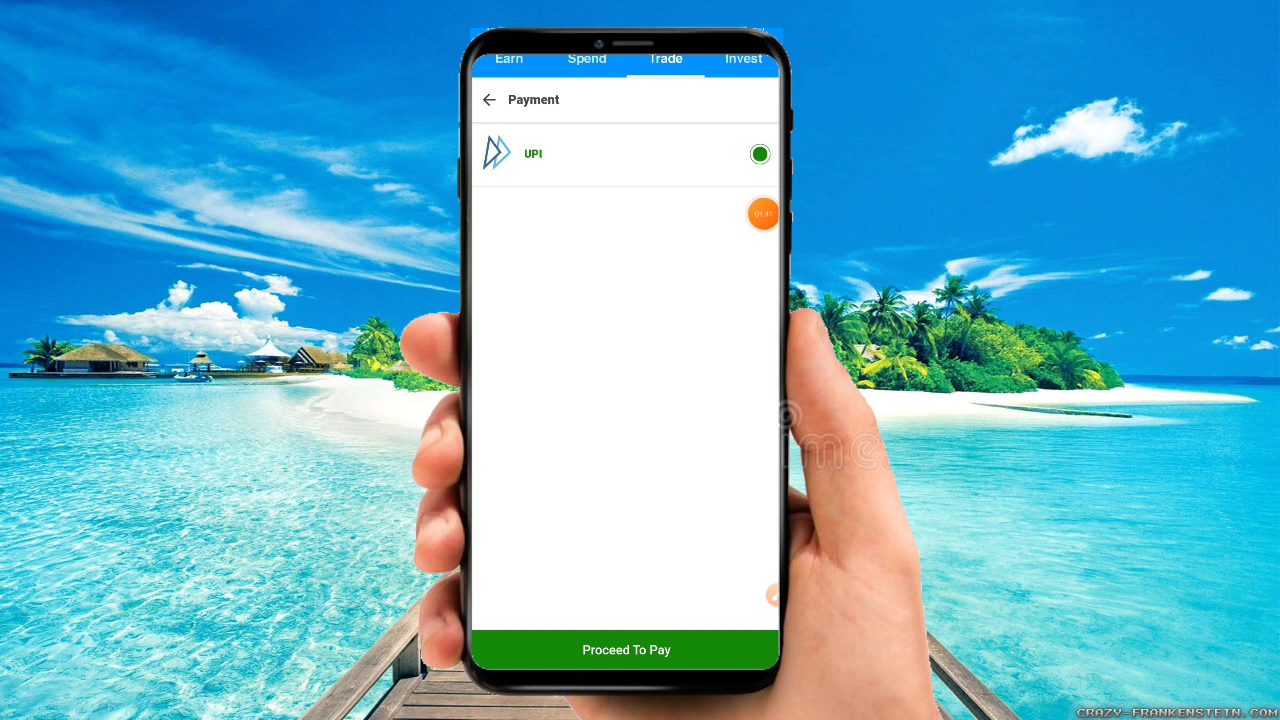 Earn Spend Trade Invest
Payment
UPI
01:41
Proceed To Pay
CRAZY-FRANKENSTEIN.COM